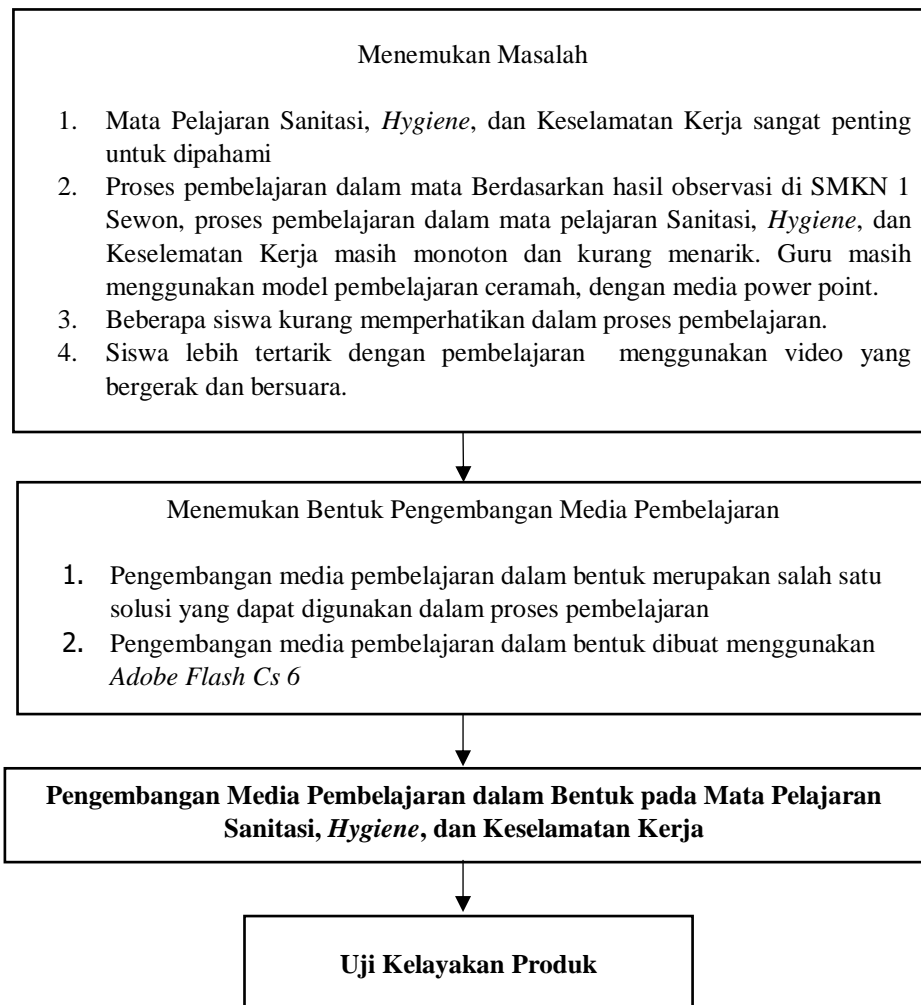 Menemukan Masalah
1. Mata Pelajaran Sanitasi, Hygiene, dan Keselamatan Kerja sangat penting
untuk dipahami
2. Proses pembelajaran dalam mata Berdasarkan hasil observasi di SMKN 1
Sewon, proses pembelajaran dalam mata pelajaran Sanitasi, Hygiene, dan
Keselematan Kerja masih monoton dan kurang menarik. Guru masih
menggunakan model pembelajaran ceramah, dengan media power point.
3. Beberapa siswa kurang memperhatikan dalam proses pembelajaran.
4. Siswa lebih tertarik dengan pembelajaran menggunakan video yang
bergerak dan bersuara.
Menemukan Bentuk Pengembangan Media Pembelajaran
1. Pengembangan media pembelajaran dalam bentuk merupakan salah satu
solusi yang dapat digunakan dalam proses pembelajaran
2. Pengembangan media pembelajaran dalam bentuk dibuat menggunakan
Adobe Flash Cs 6
Pengembangan Media Pembelajaran dalam Bentuk pada Mata Pelajaran
Sanitasi, Hygiene, dan Keselamatan Kerja
Uji Kelayakan Produk